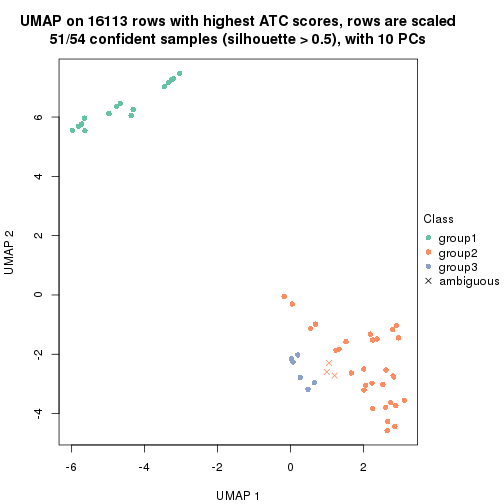 UMAP on 16113 rows with highest ATC scores, rows are scaled
51/54 confident samples (silhouette > 0.5), with 10 PCs
6
4
2
0
-2
-4
UMAP 2
-6
-4
-2
0
2
UMAP 1
Class
group1
group2
group3
ambiguous